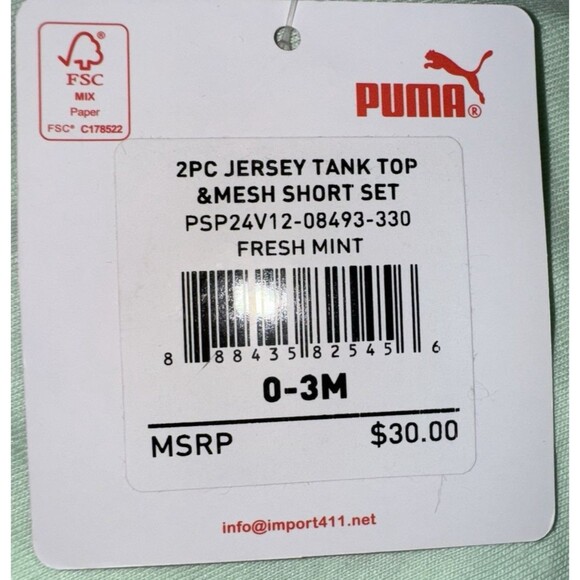 FSC
MIX
Paper
FSC® C178522
PUMA®
2PC JERSEY TANK TOP
&MESH SHORT SET
PSP24V12-08493-330
FRESH MINT
8 88435 82545 6
0-3M
MSRP $30.00
info@import411.net